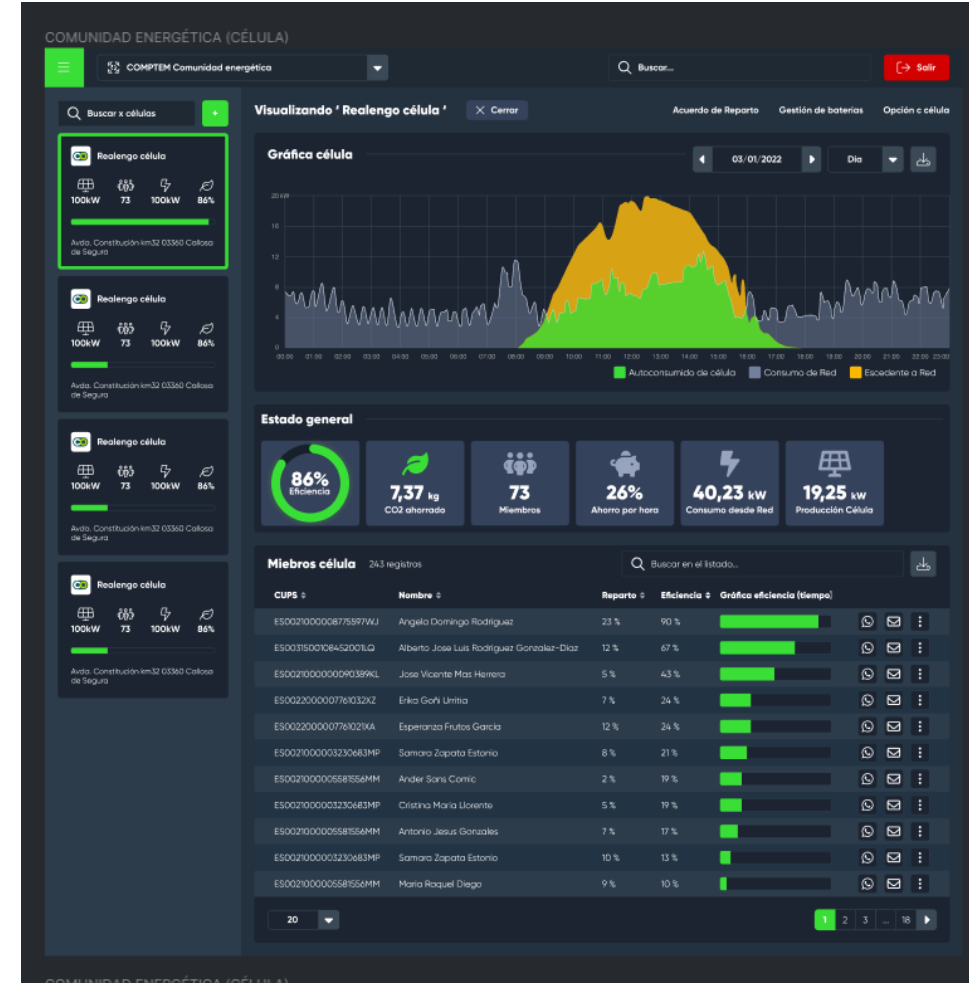 COMUNIDAD ENERGÉTICA (CÉLULA)
COMPTEM Comunidad energética
Buscar...
Salir
Buscar x células
+
Visualizando ' Realengo célula '
Cerrar
Acuerdo de Reparto
Gestión de baterías
Opción c célula
Realengo célula
100kW 73 100kW 86%
Avda. Constitución km32 03360 Callosa
de Segura
Realengo célula
100kW 73 100kW 86%
Avda. Constitución km32 03360 Callosa
de Segura
Realengo célula
100kW 73 100kW 86%
Avda. Constitución km32 03360 Callosa
de Segura
Realengo célula
100kW 73 100kW 86%
Avda. Constitución km32 03360 Callosa
de Segura
Gráfica célula
03/01/2022
Día
20 kW
16
12
8
4
0
00:00 01:00 02:00 03:00 04:00 05:00 06:00 07:00 08:00 09:00 10:00 11:00 12:00 13:00 14:00 15:00 16:00 17:00 18:00 19:00 20:00 21:00 22:00 23:00
Autoconsumido de célula
Consumo de Red
Escedente a Red
Estado general
86%
Eficiencia
7,37 kg
CO2 ahorrado
73
Miembros
26%
Ahorro por hora
40,23 kW
Consumo desde Red
19,25 kW
Producción Célula
Miebros célula 243 registros
Buscar en el listado...
CUPS Nombre Reparto Eficiencia Gráfica eficiencia (tiempo)
ES0021000008775597WJ Angela Domingo Rodriguez 23 % 90 %
ES0031500108452001LQ Alberto Jose Luis Rodriguez Gonzalez-Diaz 12 % 67 %
ES0021000000090389KL Jose Vicente Mas Herrera 5 % 43 %
ES0022000007761032XZ Erika Goñi Urritia 7 % 24 %
ES0022000007761021XA Esperanza Frutos Garcia 12 % 24 %
ES0021000003230683MP Samara Zapata Estonio 8 % 21 %
ES0021000005581556MM Ander Sans Comic 2 % 19 %
ES0021000003230683MP Cristina Maria Llorente 5 % 19 %
ES0021000005581556MM Antonio Jesus Gonzales 7 % 17 %
ES0021000003230683MP Samara Zapata Estonio 10 % 13 %
ES0021000005581556MM Maria Raquel Diego 9 % 10 %
20
1 2 3 ... 18
COMUNIDAD ENERGÉTICA (CÉLULA)